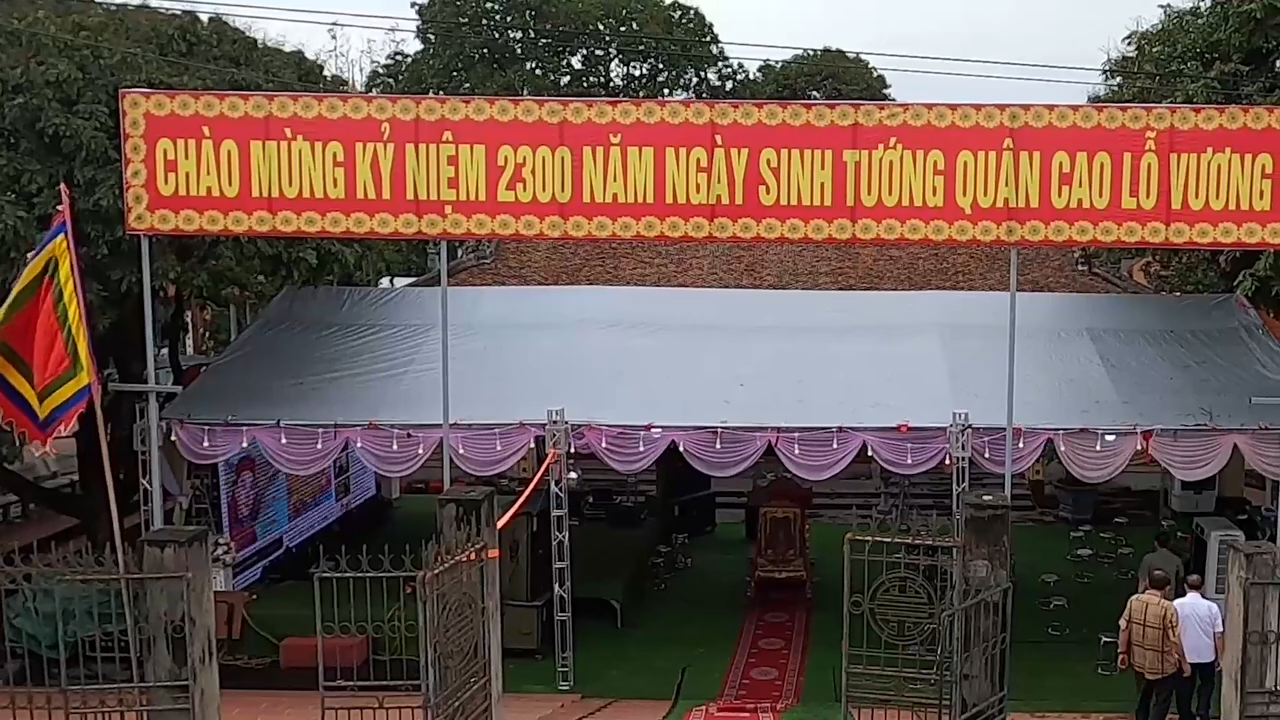 CHÀO MỪNG KỶ NIỆM 2300 NĂM NGÀY SINH TƯỚNG QUÂN CAO LỖ VƯƠNG